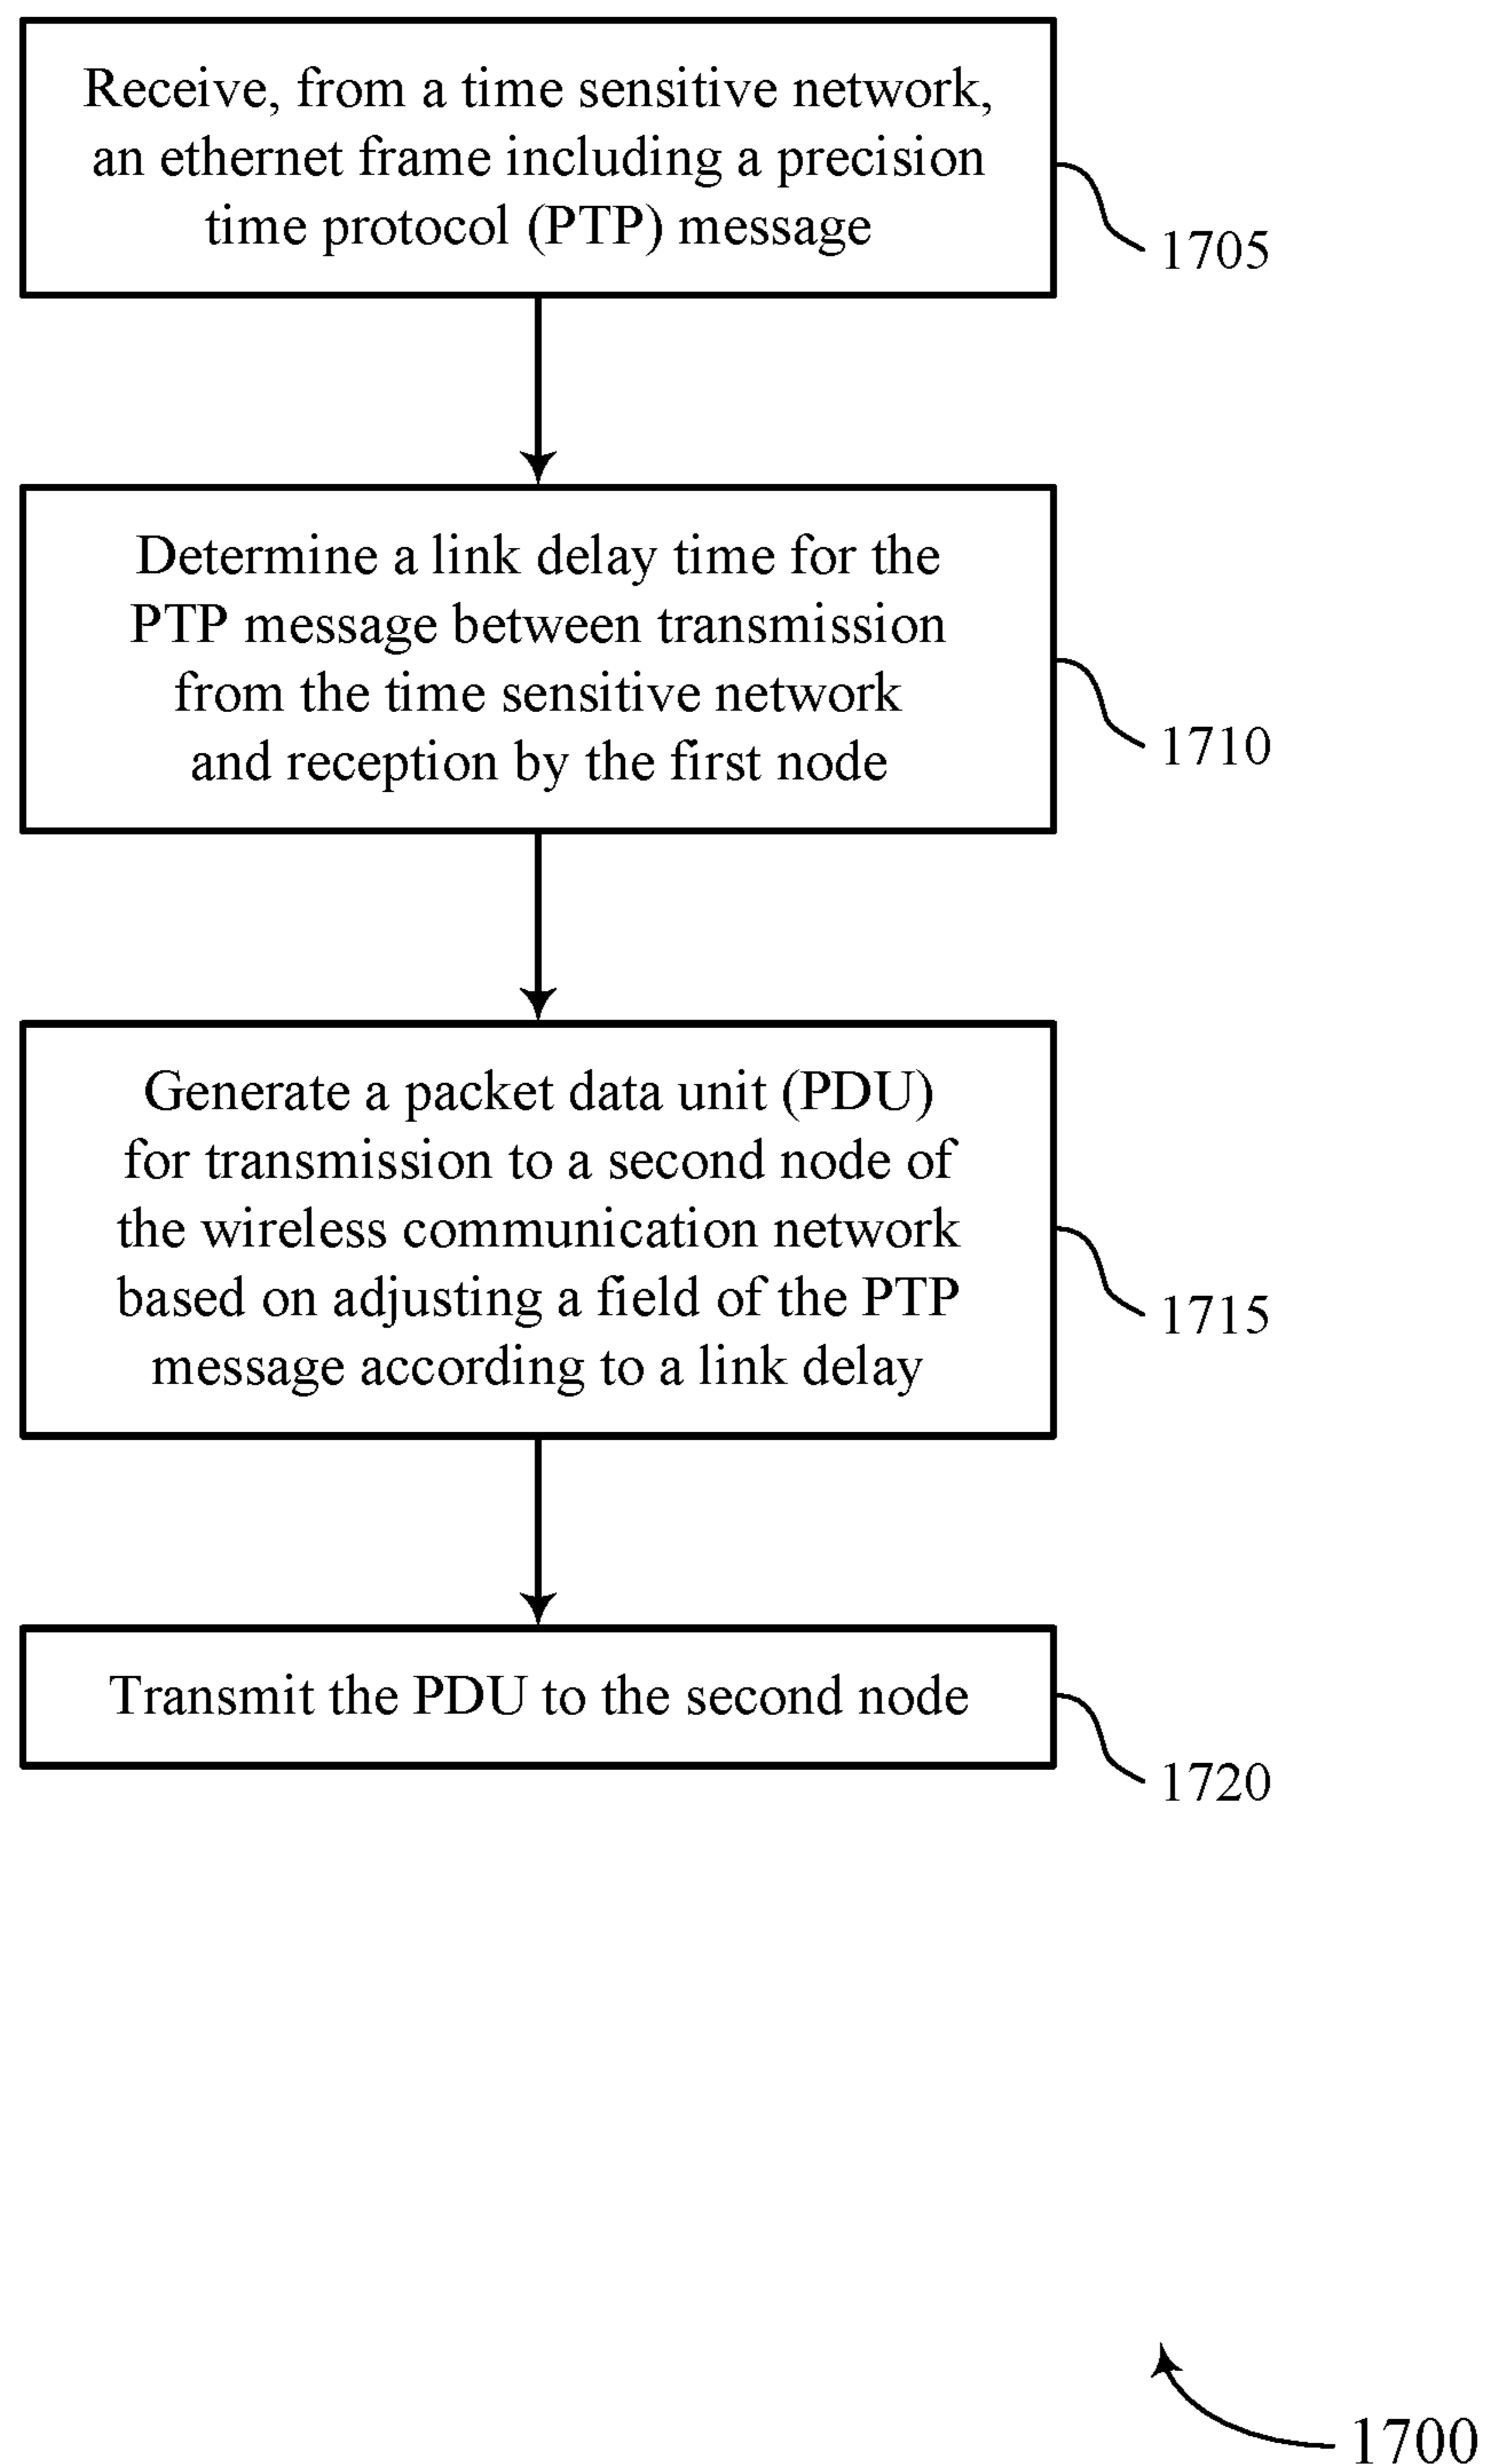 Receive, from a time sensitive network,
an ethernet frame including a precision
time protocol (PTP) message
1705
Determine a link delay time for the
PTP message between transmission
from the time sensitive network
and reception by the first node
1710
Generate a packet data unit (PDU)
for transmission to a second node of
the wireless communication network
based on adjusting a field of the PTP
message according to a link delay
1715
Transmit the PDU to the second node
1720
1700